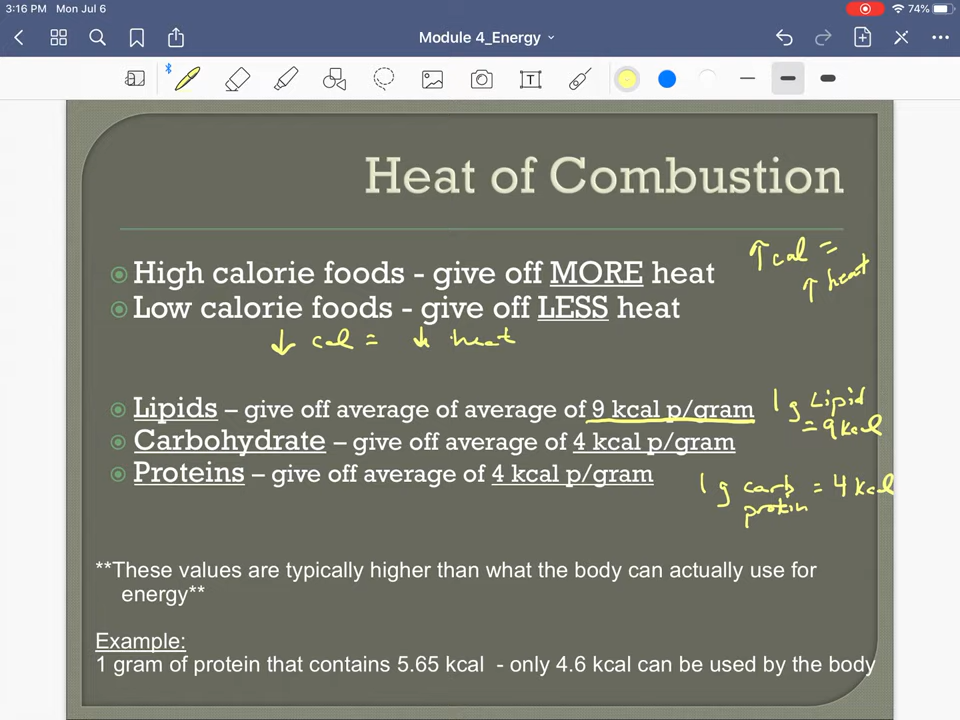 3:16 PM Mon Jul 6
74%
Module 4_Energy
T
Heat of Combustion
↑ cal =
↑ heat
High calorie foods - give off MORE heat
Low calorie foods - give off LESS heat
↓ cal = ↓ heat
Lipids – give off average of average of 9 kcal p/gram
1 g Lipid
= 9 kcal
Carbohydrate – give off average of 4 kcal p/gram
Proteins – give off average of 4 kcal p/gram
1 g carb = 4 kcal
protein
**These values are typically higher than what the body can actually use for
energy**
Example:
1 gram of protein that contains 5.65 kcal - only 4.6 kcal can be used by the body